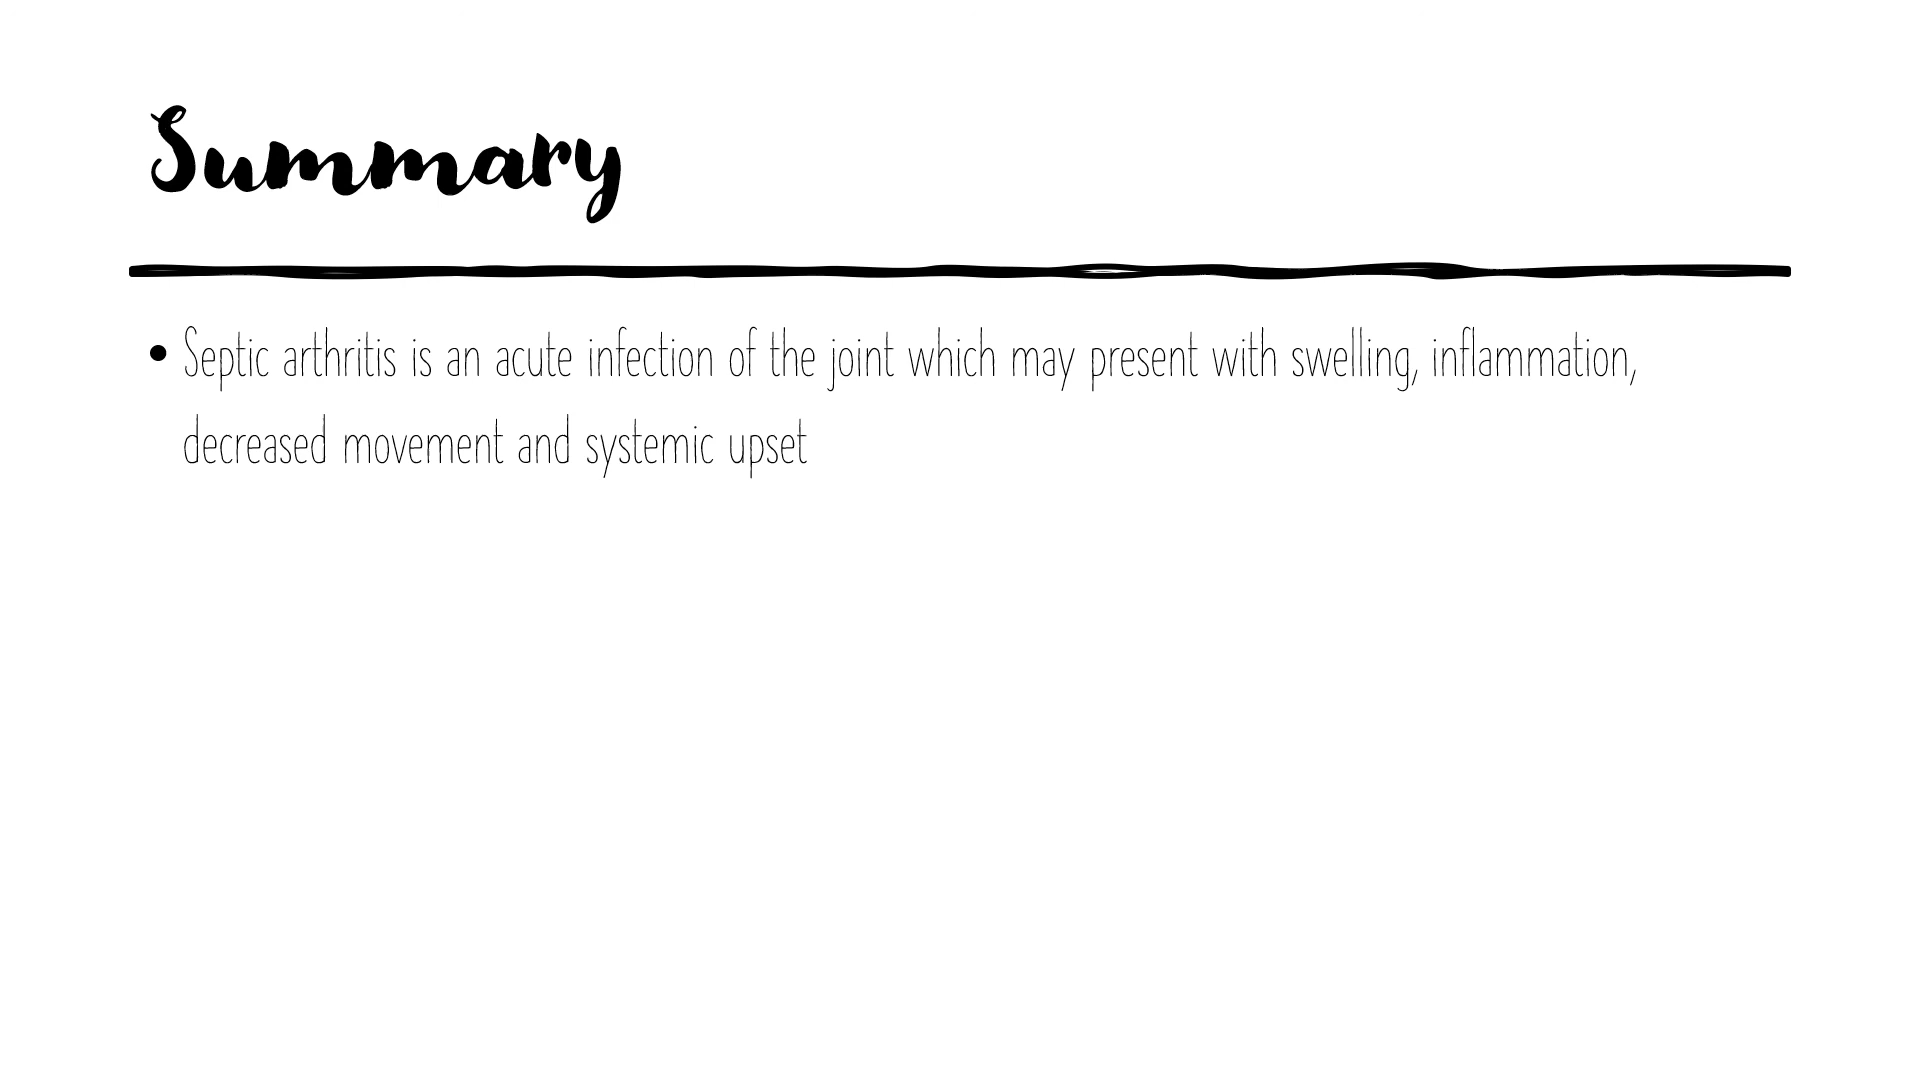 Summary
• Septic arthritis is an acute infection of the joint which may present with swelling, inflammation,
decreased movement and systemic upset